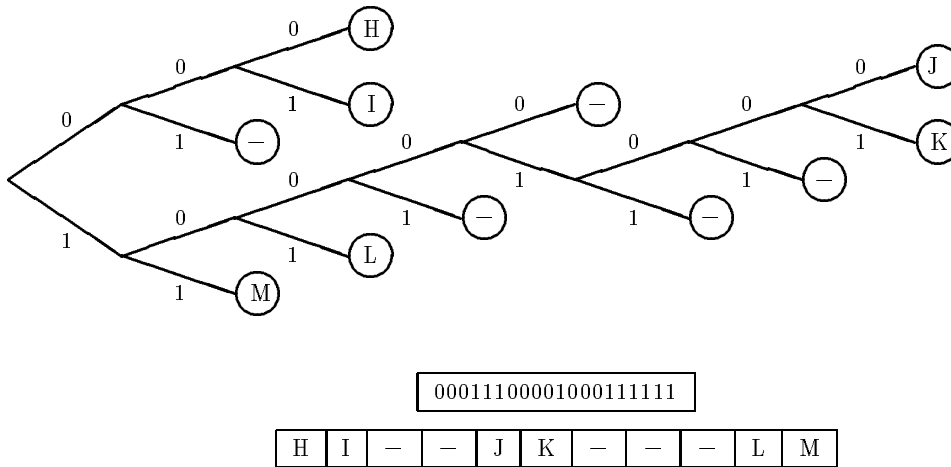 0 H
0 0 J
1 I 0 − 0
0
1 − 0 0 1 K
0 1 1 −
0 1 − 1 −
1
1 L
1 M
000111000010001111111
H I − − J K − − − L M